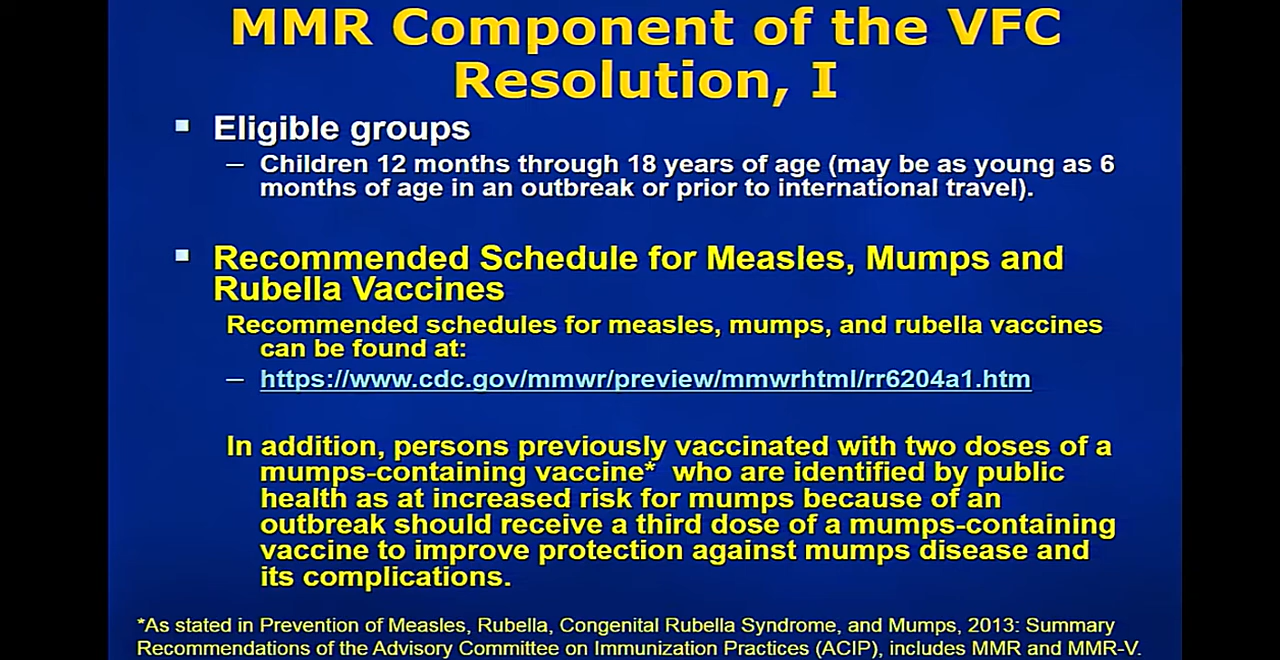 MMR Component of the VFC
Resolution, I
Eligible groups
– Children 12 months through 18 years of age (may be as young as 6
months of age in an outbreak or prior to international travel).
Recommended Schedule for Measles, Mumps and
Rubella Vaccines
Recommended schedules for measles, mumps, and rubella vaccines
can be found at:
– https://www.cdc.gov/mmwr/preview/mmwrhtml/rr6204a1.htm
In addition, persons previously vaccinated with two doses of a
mumps-containing vaccine* who are identified by public
health as at increased risk for mumps because of an
outbreak should receive a third dose of a mumps-containing
vaccine to improve protection against mumps disease and
its complications.
*As stated in Prevention of Measles, Rubella, Congenital Rubella Syndrome, and Mumps, 2013: Summary
Recommendations of the Advisory Committee on Immunization Practices (ACIP), includes MMR and MMR-V.